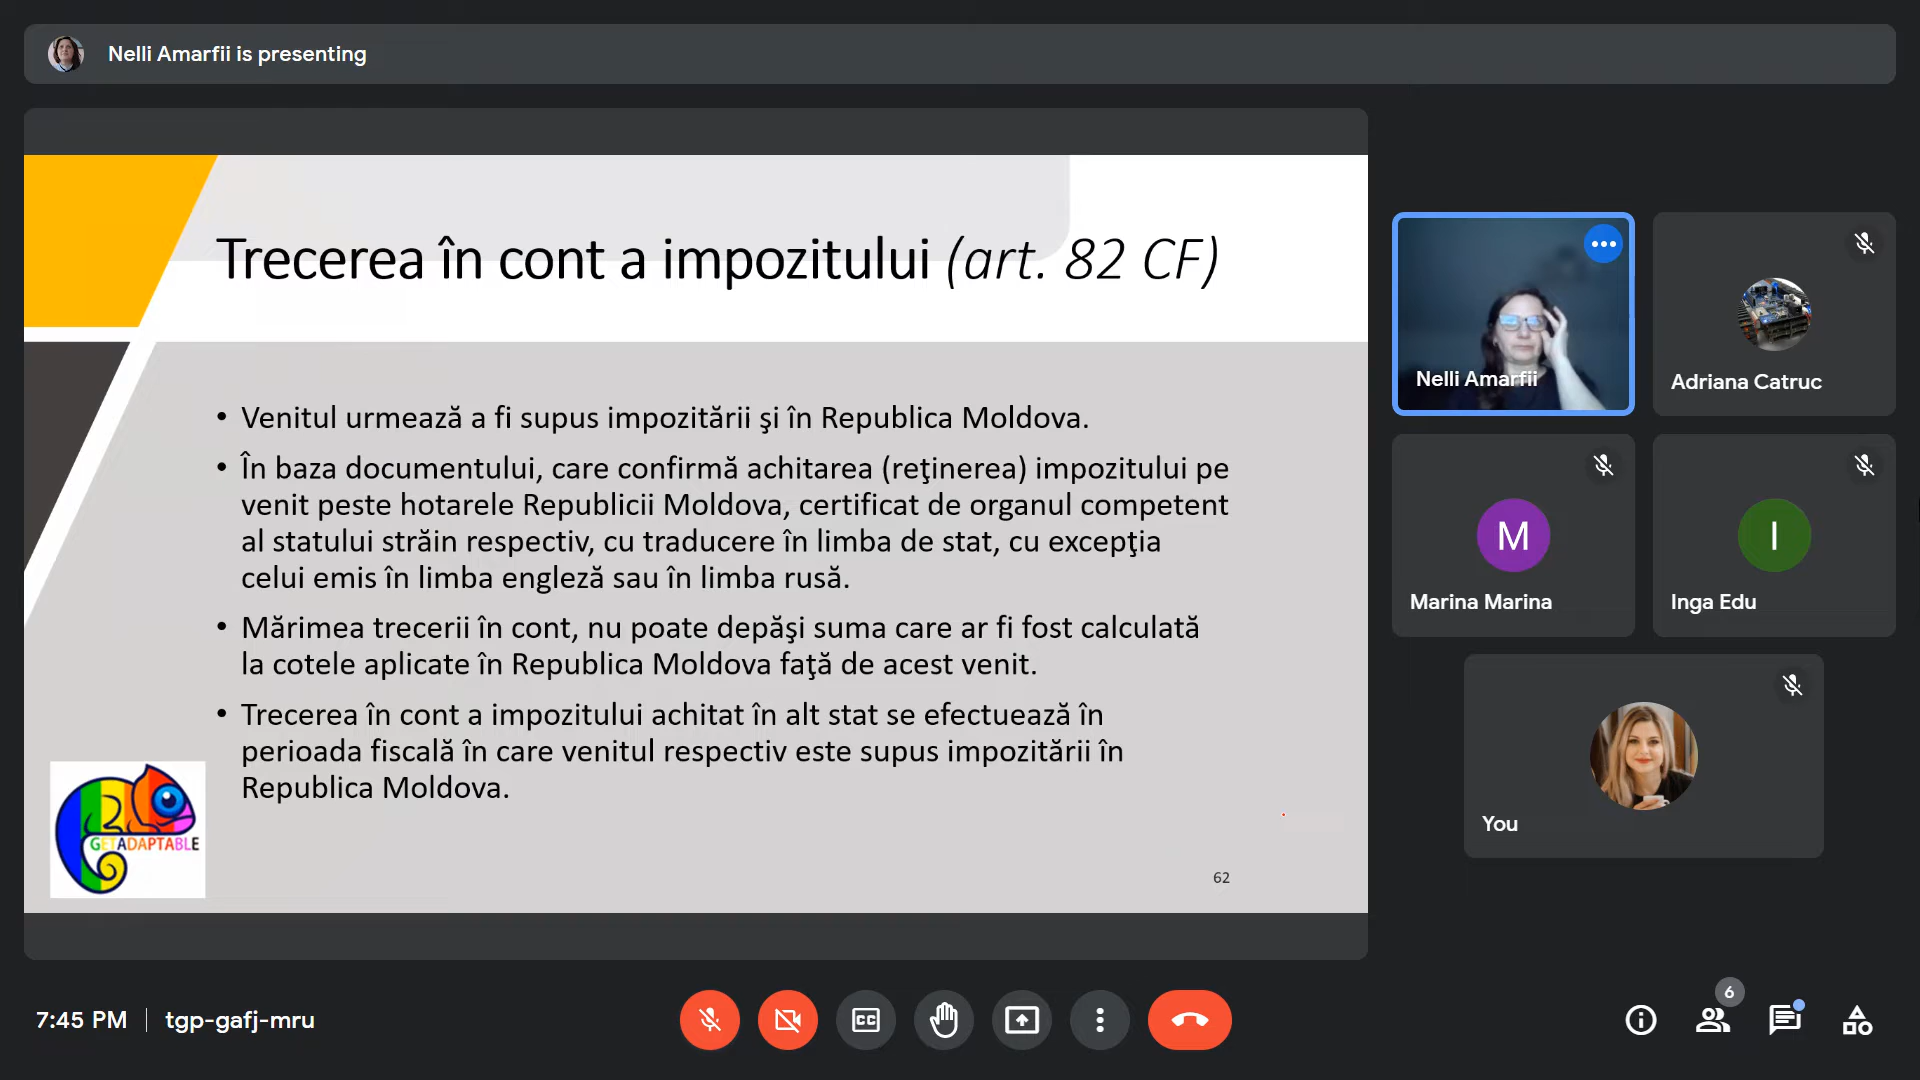 Nelli Amarfii is presenting
Trecerea în cont a impozitului (art. 82 CF)
• Venitul urmează a fi supus impozitării şi în Republica Moldova.
• În baza documentului, care confirmă achitarea (reţinerea) impozitului pe
venit peste hotarele Republicii Moldova, certificat de organul competent
al statului străin respectiv, cu traducere în limba de stat, cu excepţia
celui emis în limba engleză sau în limba rusă.
• Mărimea trecerii în cont, nu poate depăşi suma care ar fi fost calculată
la cotele aplicate în Republica Moldova faţă de acest venit.
• Trecerea în cont a impozitului achitat în alt stat se efectuează în
perioada fiscală în care venitul respectiv este supus impozitării în
Republica Moldova.
GETADAPTABLE
62
Nelli Amarfii
Adriana Catruc
M
Marina Marina
I
Inga Edu
You
7:45 PM
tgp-gafj-mru
CC
6